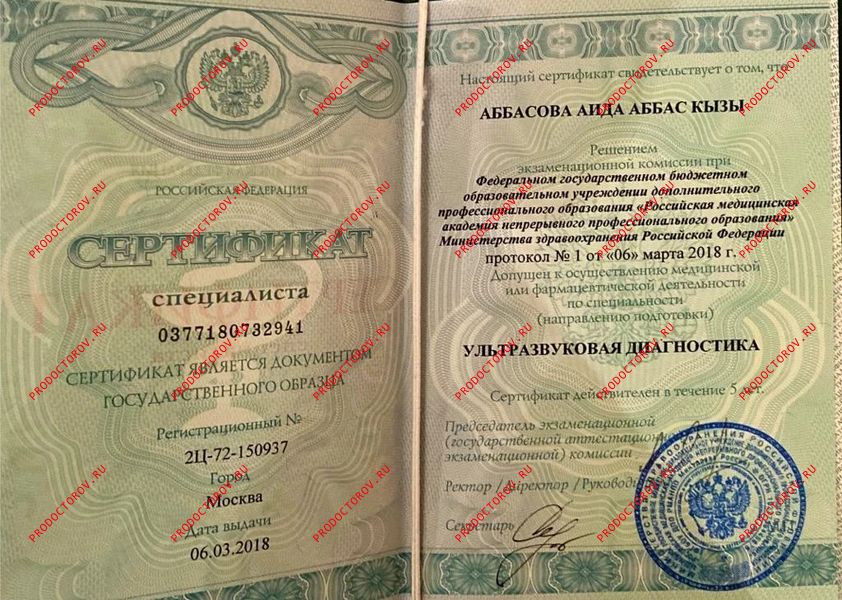 РОССИЙСКАЯ ФЕДЕРАЦИЯ
СЕРТИФИКАТ
специалиста
0377180732941
СЕРТИФИКАТ ЯВЛЯЕТСЯ ДОКУМЕНТОМ
ГОСУДАРСТВЕННОГО ОБРАЗЦА
Регистрационный №
2Ц-72-150937
Город
Москва
Дата выдачи
06.03.2018
Настоящий сертификат свидетельствует о том, что
АББАСОВА АИДА АББАС КЫЗЫ
Решением
экзаменационной комиссии при
Федеральном государственном бюджетном
образовательном учреждении дополнительного
профессионального образования «Российская медицинская
академия непрерывного профессионального образования»
Министерства здравоохранения Российской Федерации
протокол № 1 от «06» марта 2018 г.
Допущен к осуществлению медицинской
или фармацевтической деятельности
по специальности
(направлению подготовки)
УЛЬТРАЗВУКОВАЯ ДИАГНОСТИКА
Сертификат действителен в течение 5 лет.
Председатель экзаменационной
(государственной аттестационной
экзаменационной) комиссии
Ректор /Директор /Руководитель
Секретарь
PRODOCTOROV.RU